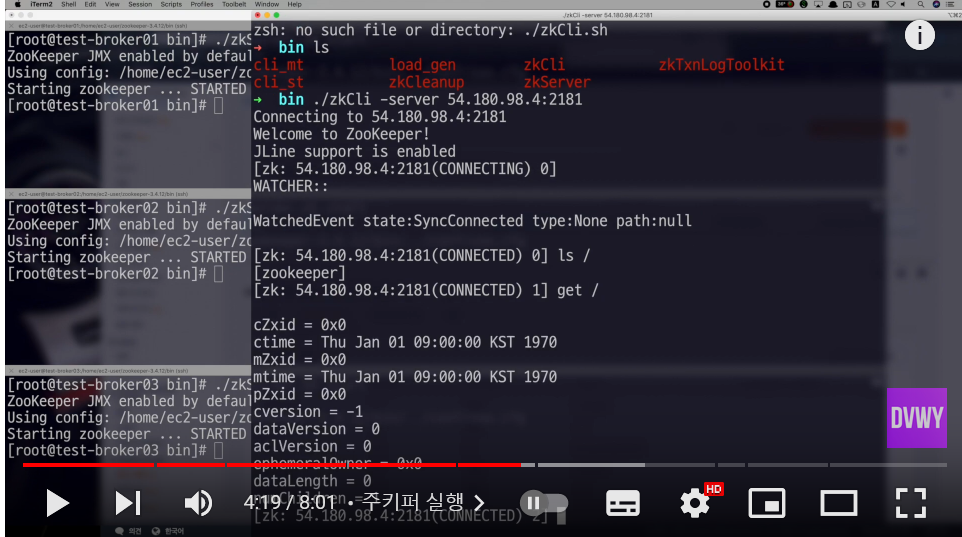 iTerm2 Shell Edit View Session Scripts Profiles Toolbelt Window Help
./zkCli -server 54.180.98.4:2181
[root@test-broker01 bin]# ./zkS
ZooKeeper JMX enabled by defaul
Using config: /home/ec2-user/zo
Starting zookeeper ... STARTED
[root@test-broker01 bin]#
[root@test-broker02 bin]# ./zkS
ZooKeeper JMX enabled by defaul
Using config: /home/ec2-user/zo
Starting zookeeper ... STARTED
[root@test-broker02 bin]#
[root@test-broker03 bin]# ./zkS
ZooKeeper JMX enabled by defaul
Using config: /home/ec2-user/zo
Starting zookeeper ... STARTED
[root@test-broker03 bin]#
zsh: no such file or directory: ./zkCli.sh
→ bin ls
cli_mt load_gen zkCli zkTxnLogToolkit
cli_st zkCleanup zkServer
→ bin ./zkCli -server 54.180.98.4:2181
Connecting to 54.180.98.4:2181
Welcome to ZooKeeper!
JLine support is enabled
[zk: 54.180.98.4:2181(CONNECTING) 0]
WATCHER::
WatchedEvent state:SyncConnected type:None path:null
[zk: 54.180.98.4:2181(CONNECTED) 0] ls /
[zookeeper]
[zk: 54.180.98.4:2181(CONNECTED) 1] get /
cZxid = 0x0
ctime = Thu Jan 01 09:00:00 KST 1970
mZxid = 0x0
mtime = Thu Jan 01 09:00:00 KST 1970
pZxid = 0x0
cversion = -1
dataVersion = 0
aclVersion = 0
ephemeralOwner = 0x0
dataLength = 0
[zk: 54.180.98.4:2181(CONNECTED) 2]
DVWY
4:19 / 8:01 • 주키퍼 실행
HD
의견 한국어